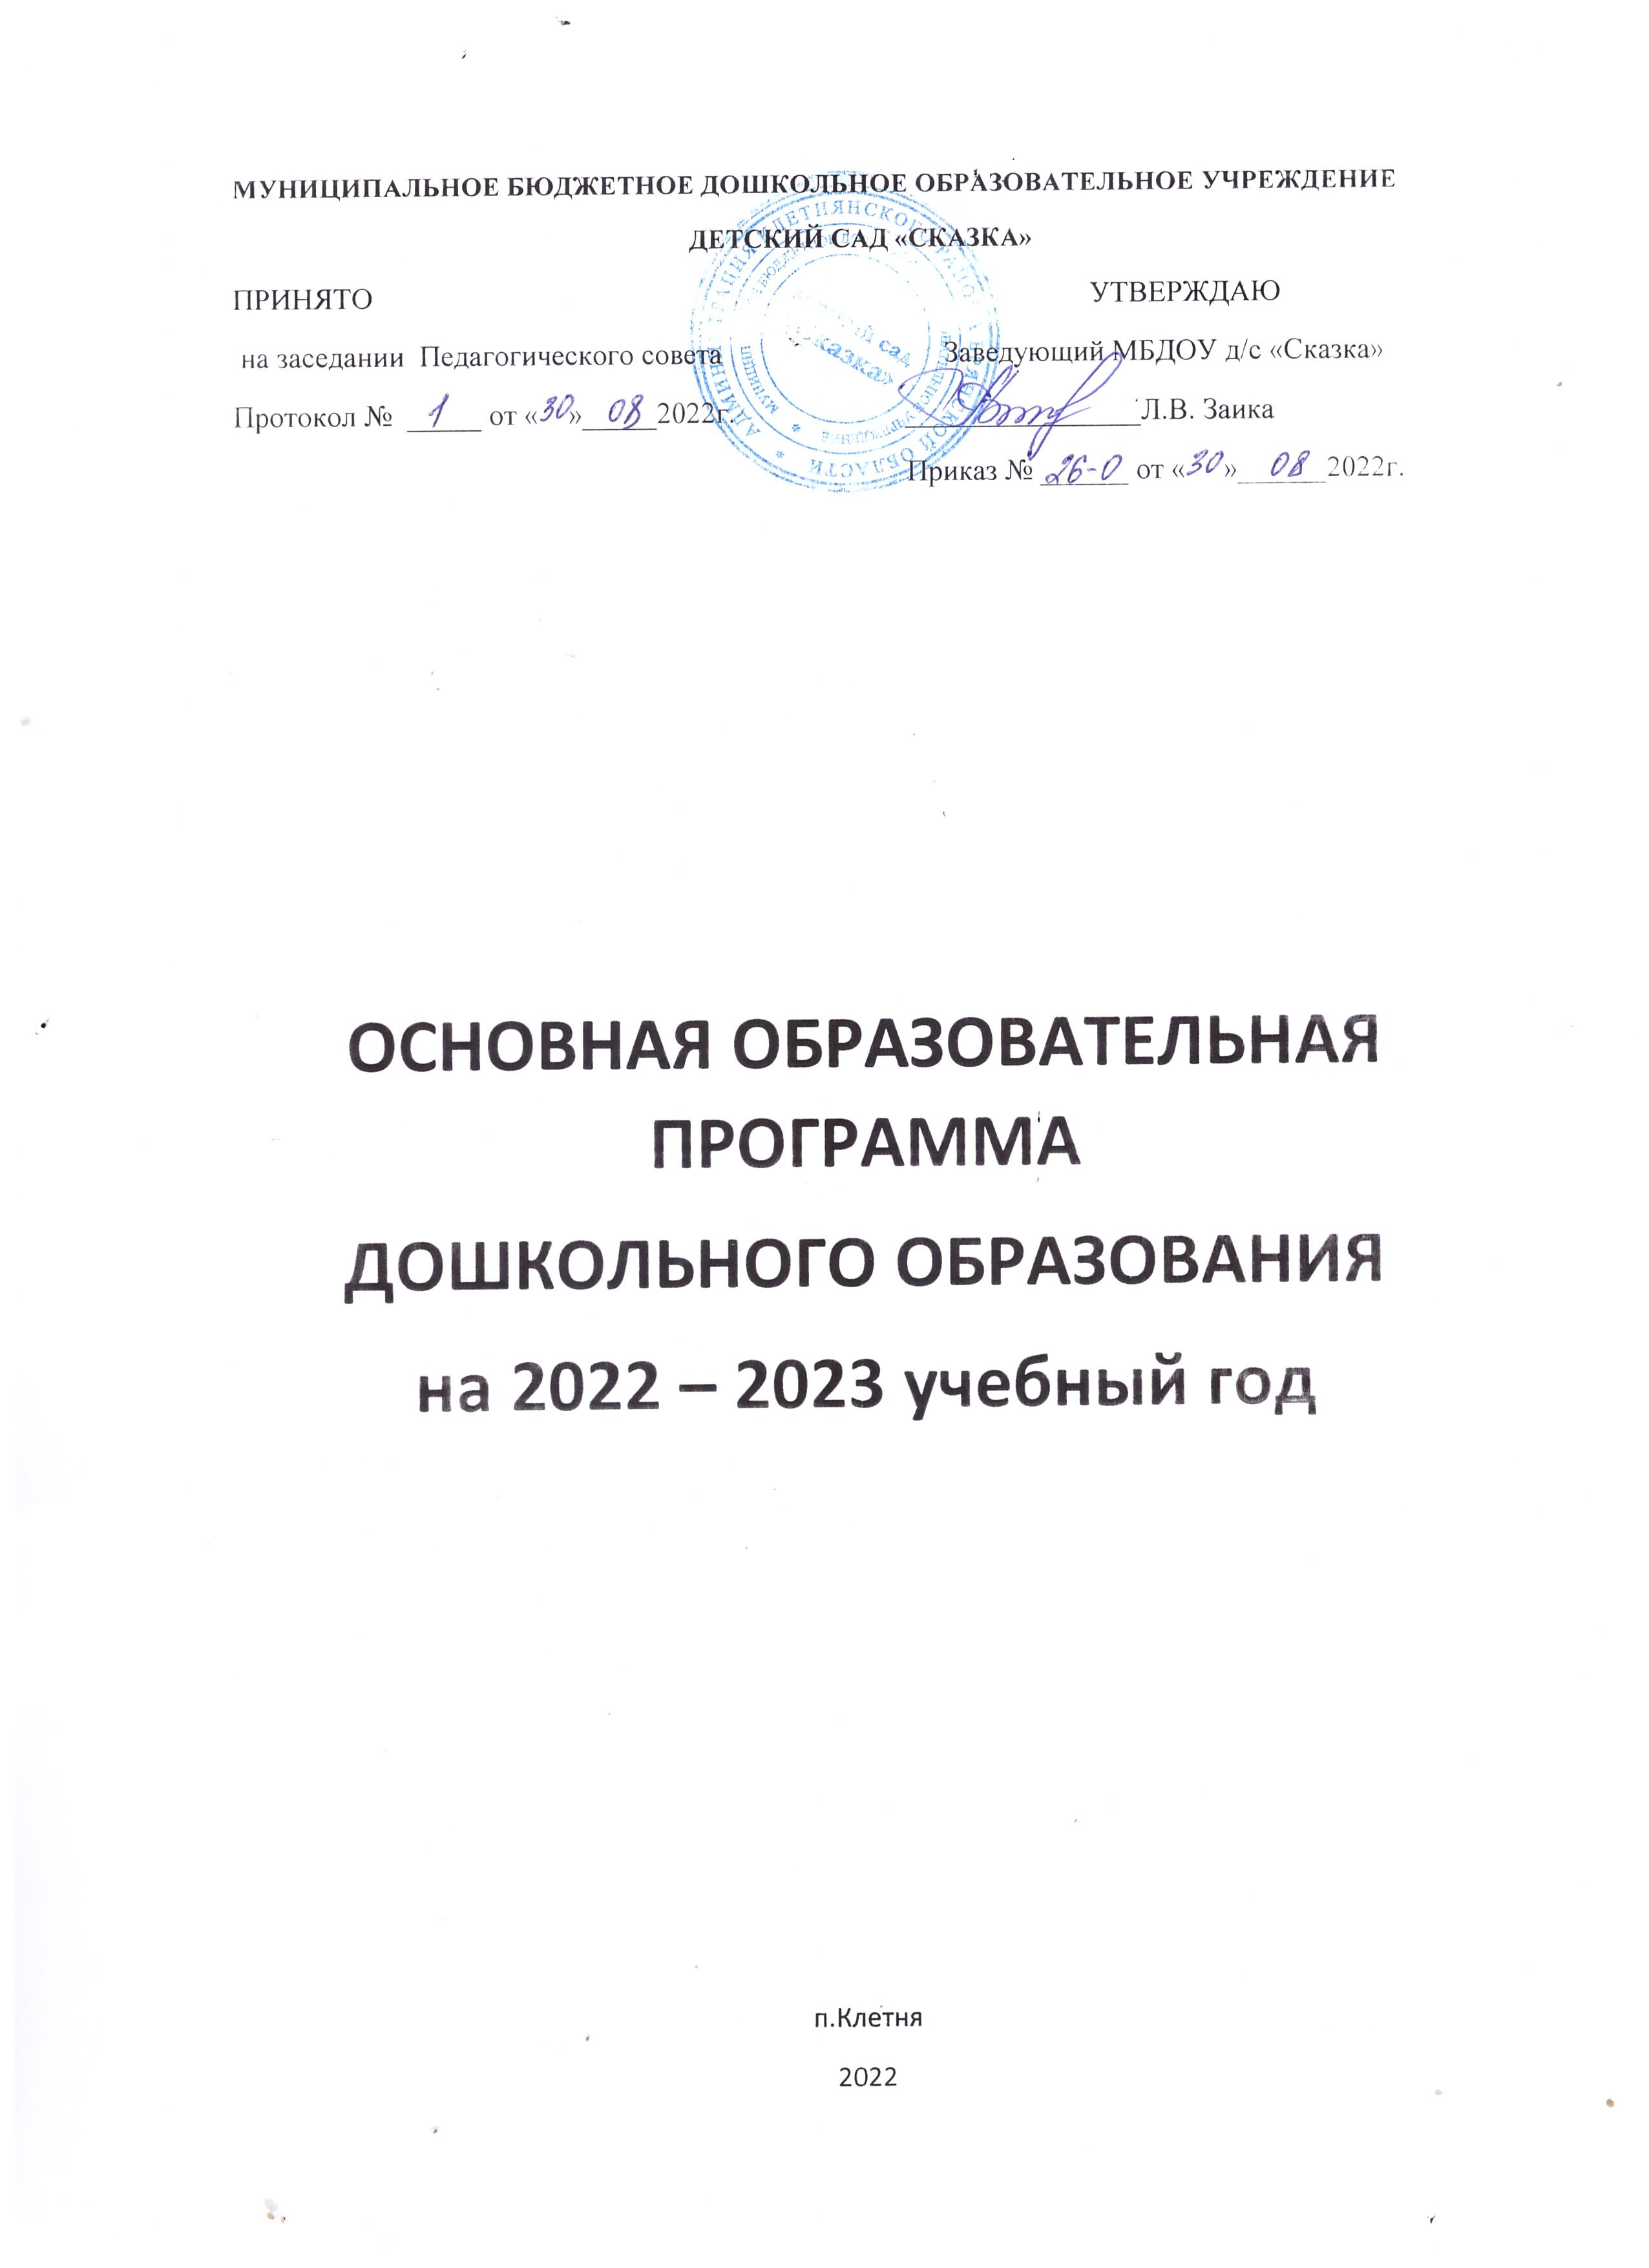 МУНИЦИПАЛЬНОЕ БЮДЖЕТНОЕ ДОШКОЛЬНОЕ ОБРАЗОВАТЕЛЬНОЕ УЧРЕЖДЕНИЕ
ДЕТСКИЙ САД «СКАЗКА»
ПРИНЯТО УТВЕРЖДАЮ
на заседании Педагогического совета Заведующий МБДОУ д/с «Сказка»
Протокол № 1 от «30» 08 2022г. Л.В. Заика
Приказ № 26-О от «30» 08 2022г.
сад
ОБЛАСТИ
ОСНОВНАЯ ОБРАЗОВАТЕЛЬНАЯ
ПРОГРАММА
ДОШКОЛЬНОГО ОБРАЗОВАНИЯ
на 2022 – 2023 учебный год
п.Клетня
2022